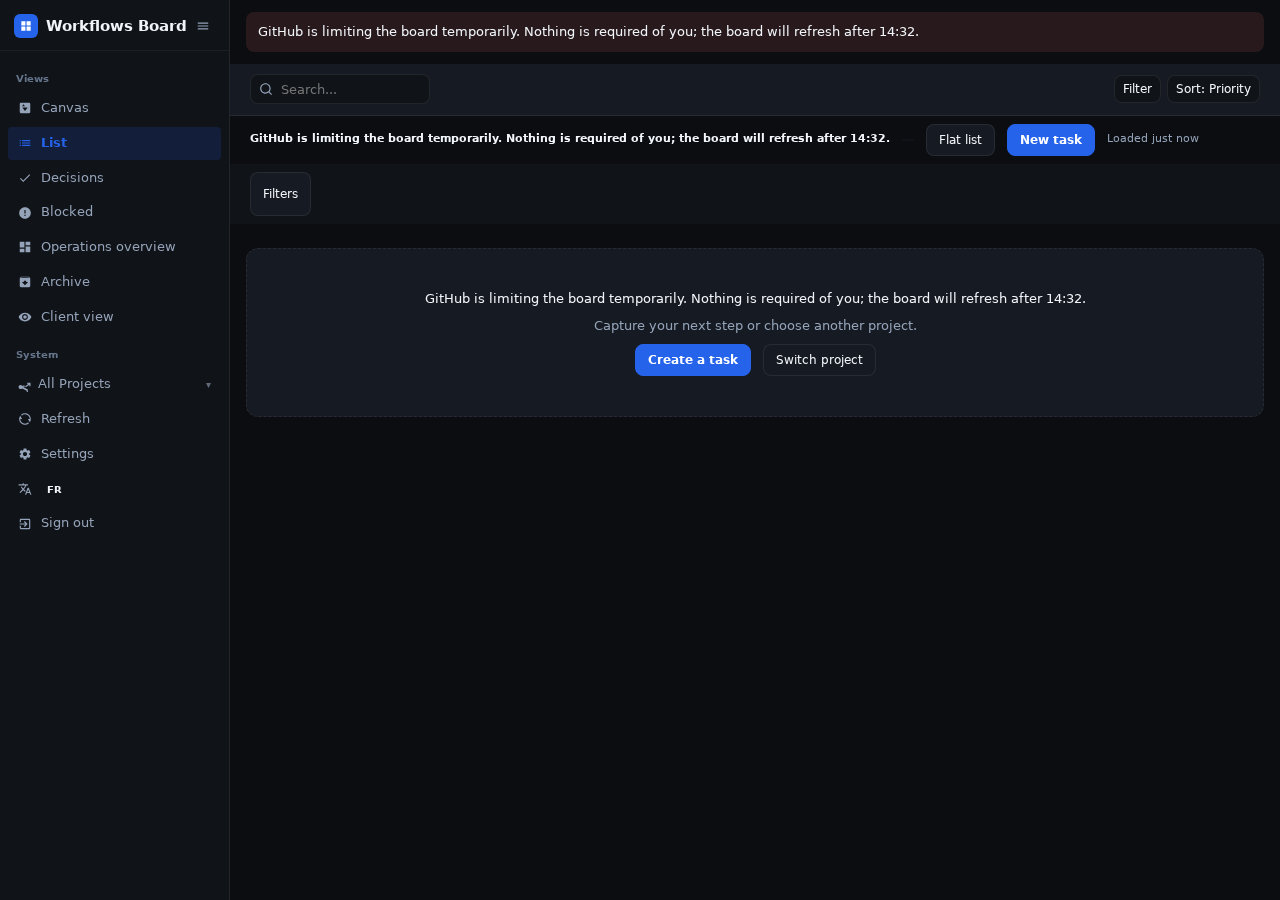 Workflows Board
Views
Canvas
List
Decisions
Blocked
Operations overview
Archive
Client view
System
All Projects
Refresh
Settings
FR
Sign out
GitHub is limiting the board temporarily. Nothing is required of you; the board will refresh after 14:32.
Search...
Filter
Sort: Priority
GitHub is limiting the board temporarily. Nothing is required of you; the board will refresh after 14:32.
Flat list
New task
Loaded just now
Filters
GitHub is limiting the board temporarily. Nothing is required of you; the board will refresh after 14:32.
Capture your next step or choose another project.
Create a task
Switch project